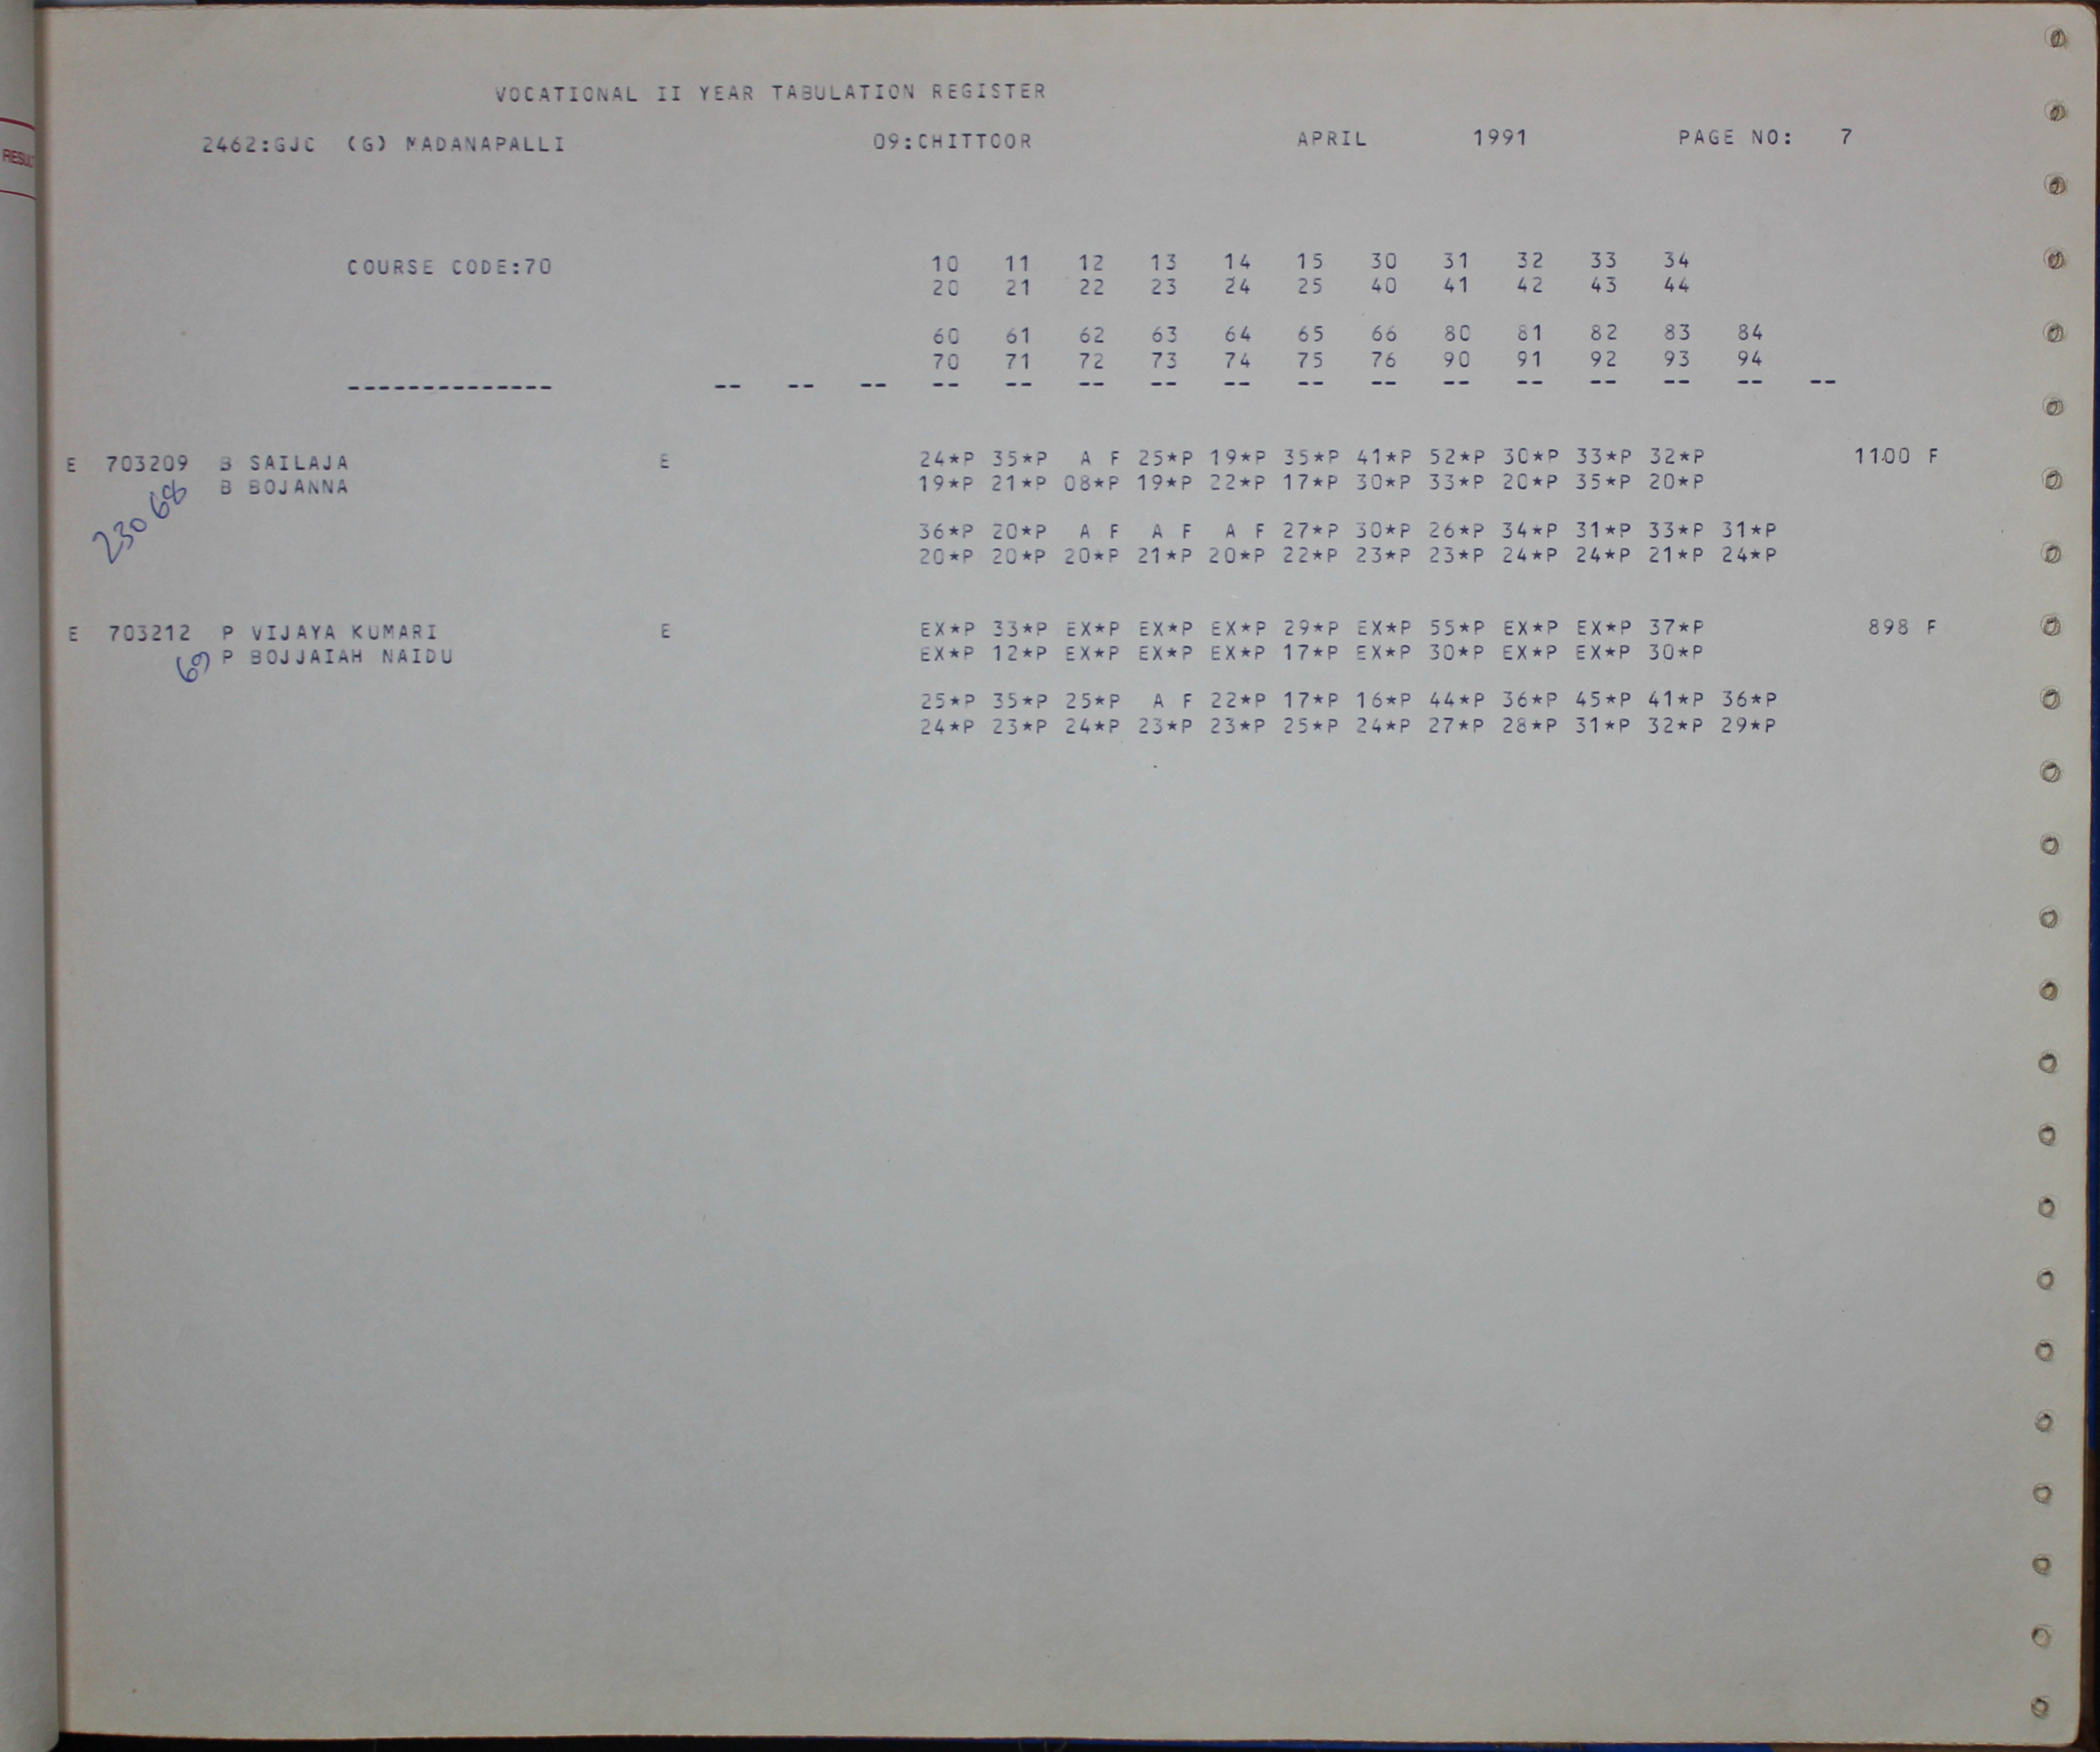 VOCATIONAL II YEAR TABULATION REGISTER
2462:GJC (G) MADANAPALLI 09:CHITTOOR APRIL 1991 PAGE NO: 7
COURSE CODE:70 10 11 12 13 14 15 30 31 32 33 34
20 21 22 23 24 25 40 41 42 43 44
60 61 62 63 64 65 66 80 81 82 83 84
70 71 72 73 74 75 76 90 91 92 93 94
-------------- -- -- -- -- -- -- -- -- -- -- -- -- -- -- -- --
E 703209 B SAILAJA E 24*P 35*P A F 25*P 19*P 35*P 41*P 52*P 30*P 33*P 32*P 1100 F
B BOJANNA 19*P 21*P 08*P 19*P 22*P 17*P 30*P 33*P 20*P 35*P 20*P
23068
36*P 20*P A F A F A F 27*P 30*P 26*P 34*P 31*P 33*P 31*P
20*P 20*P 20*P 21*P 20*P 22*P 23*P 23*P 24*P 24*P 21*P 24*P
E 703212 P VIJAYA KUMARI E EX*P 33*P EX*P EX*P EX*P 29*P EX*P 55*P EX*P EX*P 37*P 898 F
69 P BOJJAIAH NAIDU EX*P 12*P EX*P EX*P EX*P 17*P EX*P 30*P EX*P EX*P 30*P
25*P 35*P 25*P A F 22*P 17*P 16*P 44*P 36*P 45*P 41*P 36*P
24*P 23*P 24*P 23*P 23*P 25*P 24*P 27*P 28*P 31*P 32*P 29*P